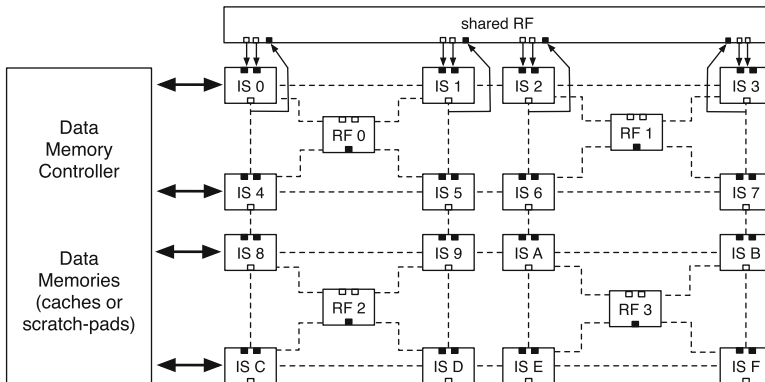 shared RF
IS 0
IS 1
IS 2
IS 3
RF 0
RF 1
Data
Memory
Controller
IS 4
IS 5
IS 6
IS 7
IS 8
IS 9
IS A
IS B
Data
Memories
(caches or
scratch-pads)
RF 2
RF 3
IS C
IS D
IS E
IS F